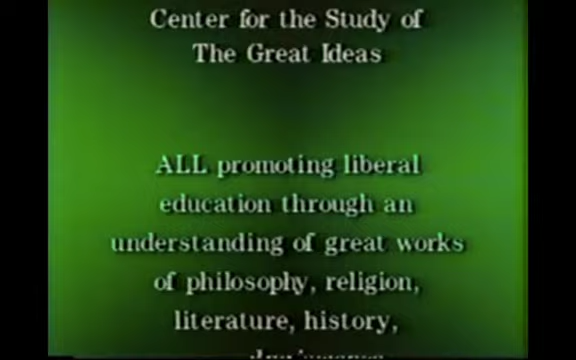 Center for the Study of
The Great Ideas
ALL promoting liberal
education through an
understanding of great works
of philosophy, religion,
literature, history,